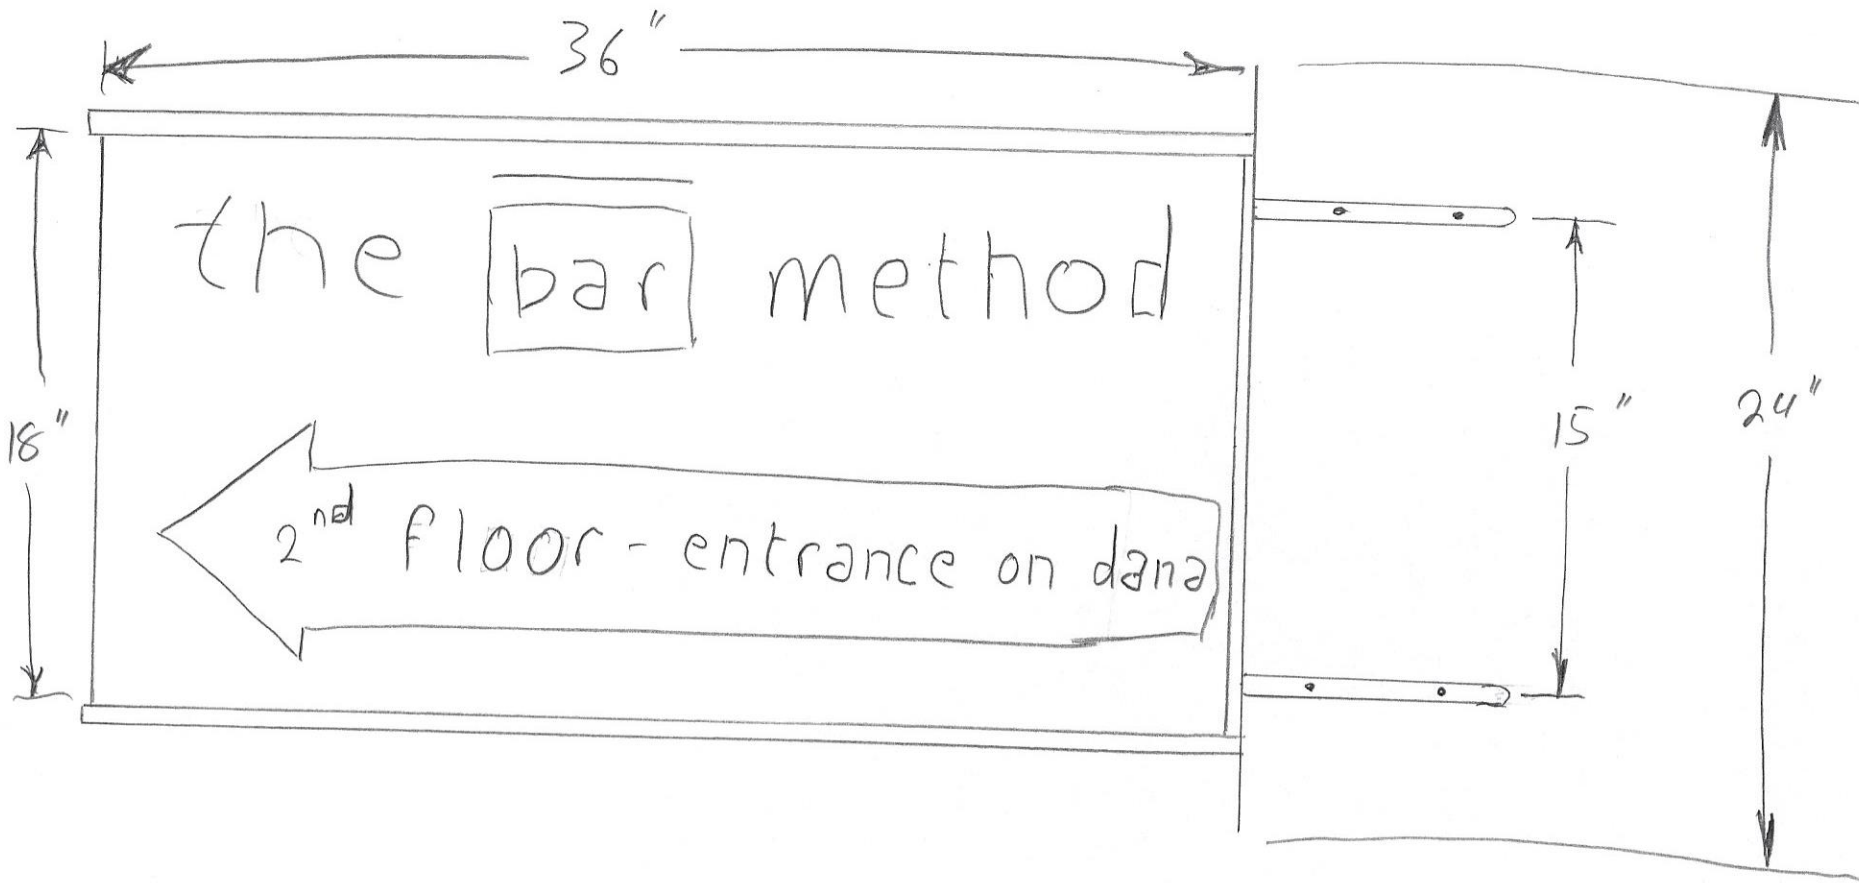 36"
the bar method
18"
15"
24"
2nd floor - entrance on dana